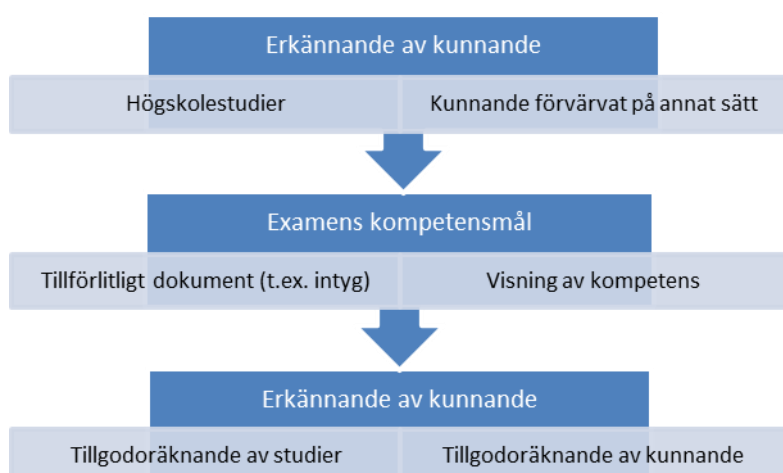 Erkännande av kunnande
Högskolestudier
Kunnande förvärvat på annat sätt
Examens kompetensmål
Tillförlitligt dokument (t.ex. intyg)
Visning av kompetens
Erkännande av kunnande
Tillgodoräknande av studier
Tillgodoräknande av kunnande